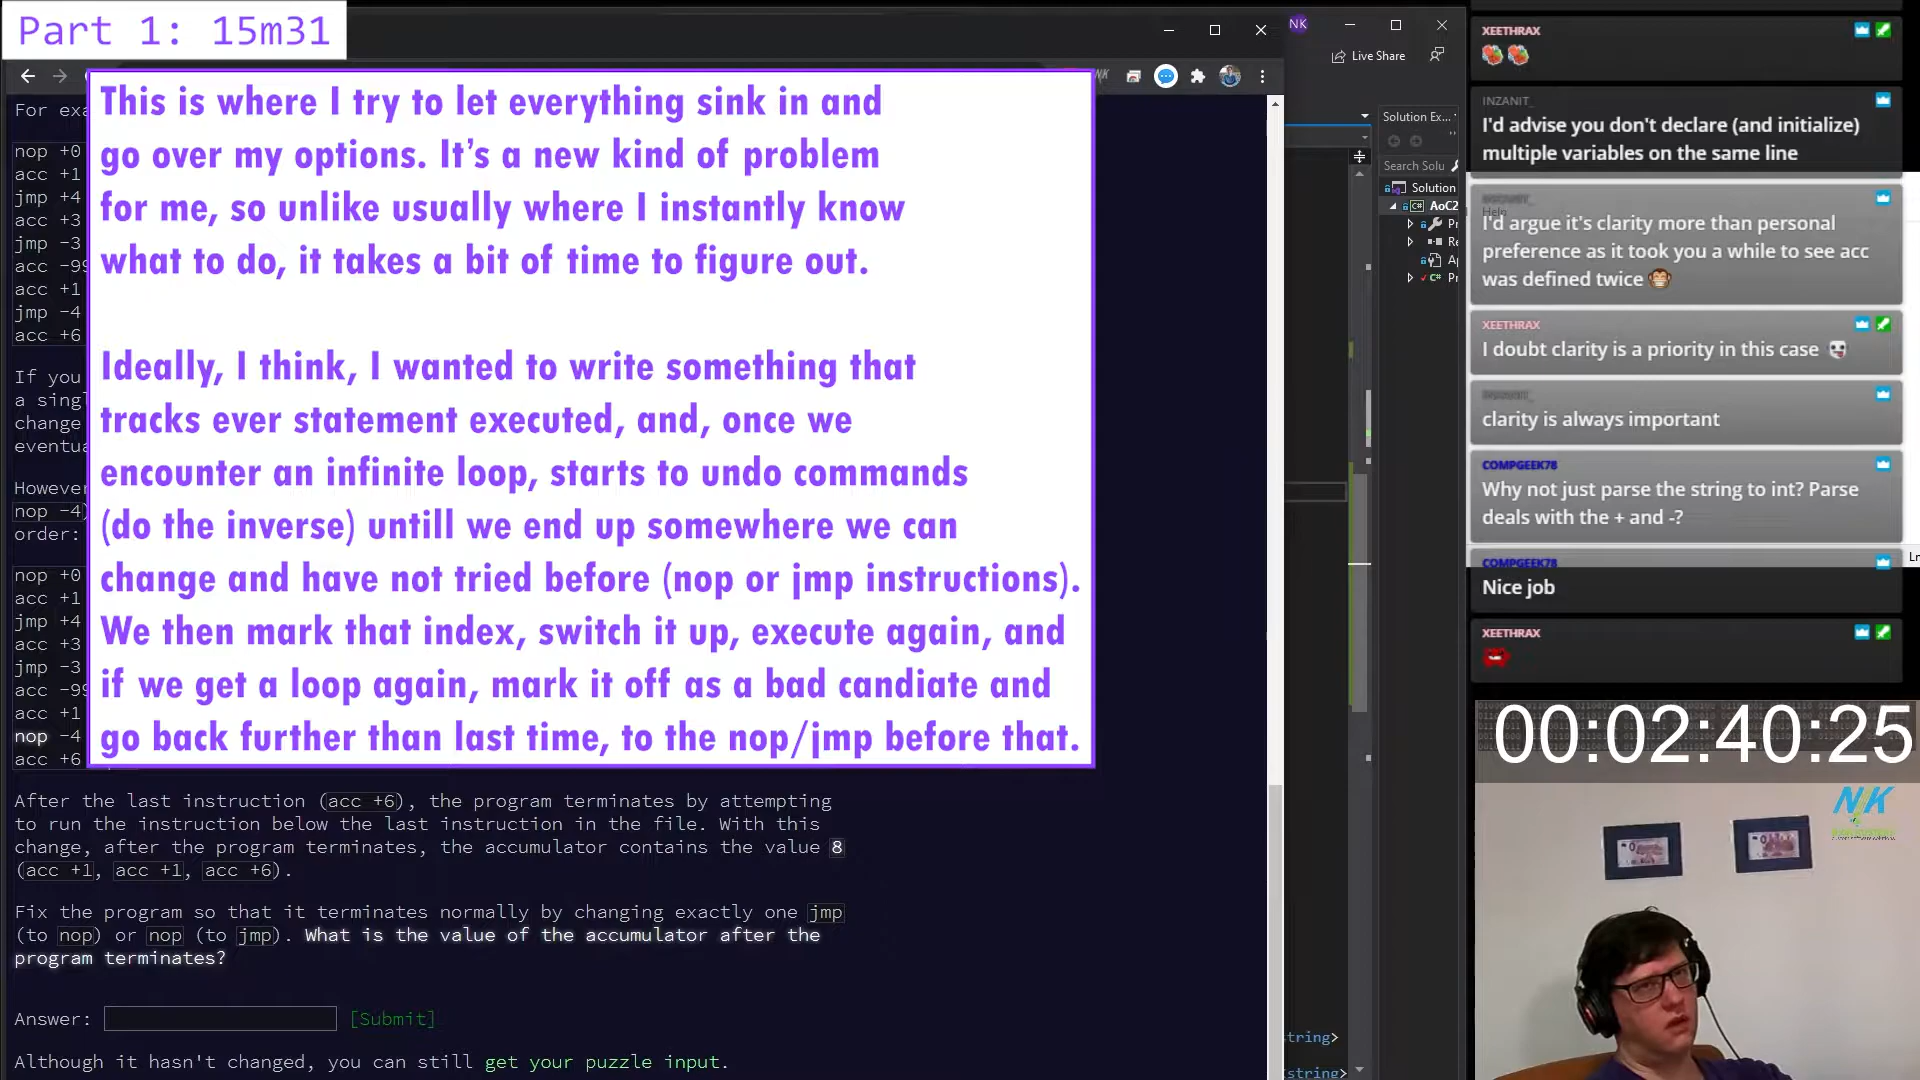 Part 1: 15m31
NK
Live Share
This is where I try to let everything sink in and
go over my options. It's a new kind of problem
for me, so unlike usually where I instantly know
what to do, it takes a bit of time to figure out.
Ideally, I think, I wanted to write something that
tracks ever statement executed, and, once we
encounter an infinite loop, starts to undo commands
(do the inverse) untill we end up somewhere we can
change and have not tried before (nop or jmp instructions).
We then mark that index, switch it up, execute again, and
if we get a loop again, mark it off as a bad candiate and
go back further than last time, to the nop/jmp before that.
For exa
nop +0
acc +1
jmp +4
acc +3
jmp -3
acc -99
acc +1
jmp -4
acc +6
If you
a sing
change
eventua
However
nop -4)
order:
nop +0
acc +1
jmp +4
acc +3
jmp -3
acc -99
acc +1
nop -4
acc +6
After the last instruction (acc +6), the program terminates by attempting
to run the instruction below the last instruction in the file. With this
change, after the program terminates, the accumulator contains the value 8
(acc +1, acc +1, acc +6).
Fix the program so that it terminates normally by changing exactly one jmp
(to nop) or nop (to jmp). What is the value of the accumulator after the
program terminates?
Answer: [Submit]
Although it hasn't changed, you can still get your puzzle input.
Solution Ex...
Search Solu
Solution
AoC2
Pr
Re
Ap
C# Pr
tring>
string>
XEETHRAX
INZANIT_
I'd advise you don't declare (and initialize)
multiple variables on the same line
INZANIT_
Help
I'd argue it's clarity more than personal
preference as it took you a while to see acc
was defined twice
XEETHRAX
I doubt clarity is a priority in this case
INZANIT_
clarity is always important
COMPGEEK78
Why not just parse the string to int? Parse
deals with the + and -?
Ln
COMPGEEK78
Nice job
XEETHRAX
00:02:40:25
NK